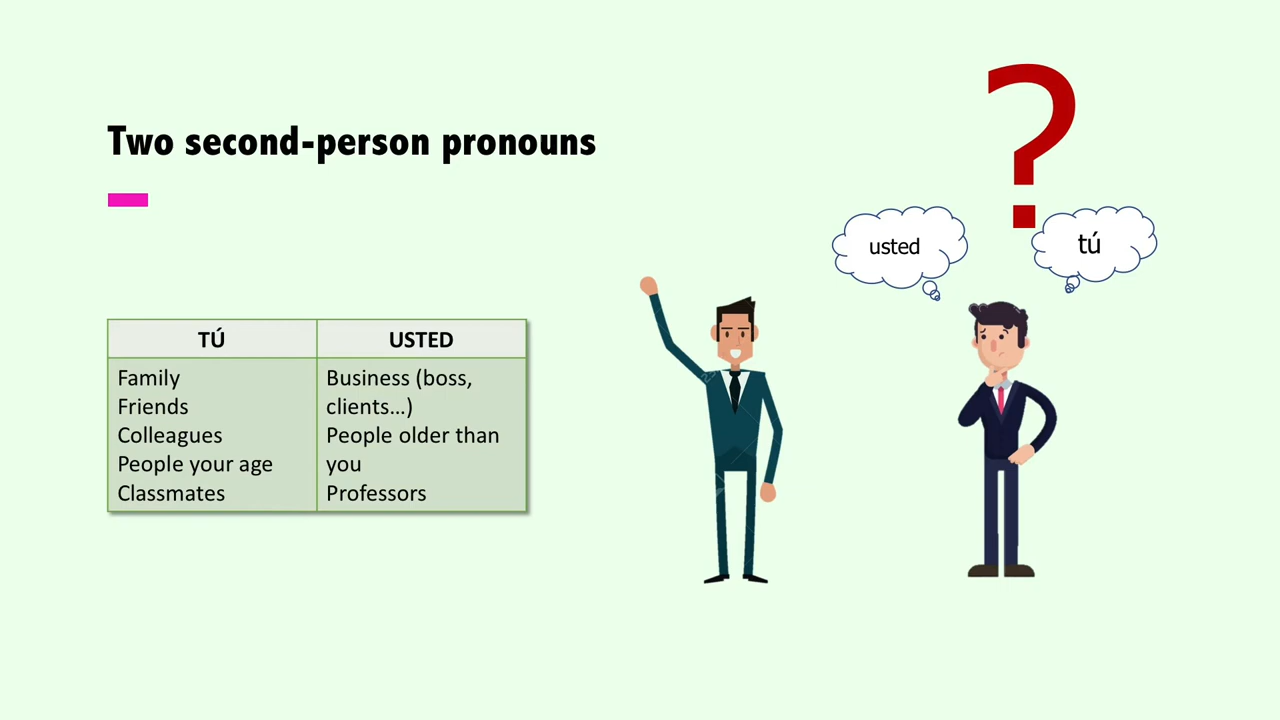 Two second-person pronouns
?
usted
tú
TÚ
USTED
Family
Friends
Colleagues
People your age
Classmates
Business (boss,
clients…)
People older than
you
Professors